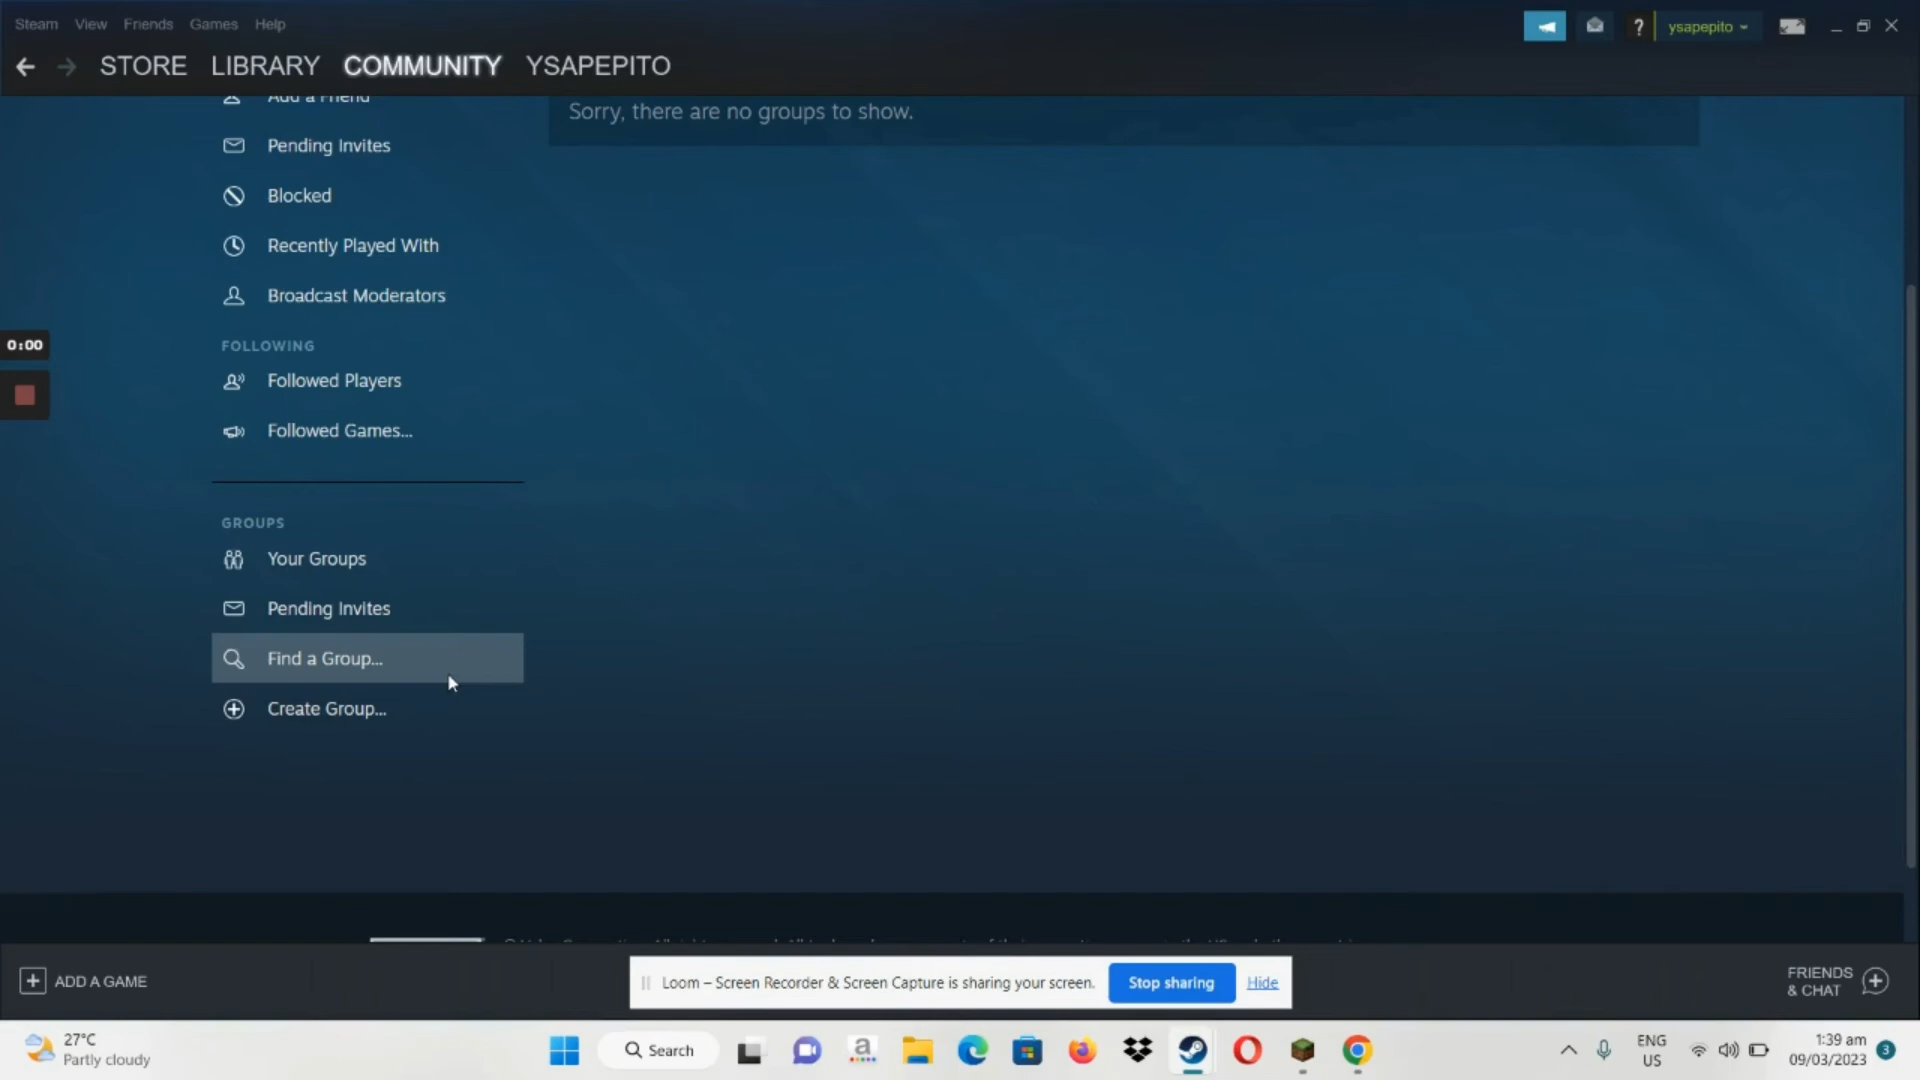 Steam View Friends Games Help
? ysapepito
STORE LIBRARY COMMUNITY YSAPEPITO
Add a Friend
Sorry, there are no groups to show.
Pending Invites
Blocked
Recently Played With
Broadcast Moderators
0:00
FOLLOWING
Followed Players
Followed Games...
GROUPS
Your Groups
Pending Invites
Find a Group...
Create Group...
ADD A GAME
Loom – Screen Recorder & Screen Capture is sharing your screen. Stop sharing Hide
FRIENDS
& CHAT
27°C
Partly cloudy
Search
a
ENG
US
1:39 am
09/03/2023
3